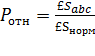 Pотн = £Sabc / £Sнорм